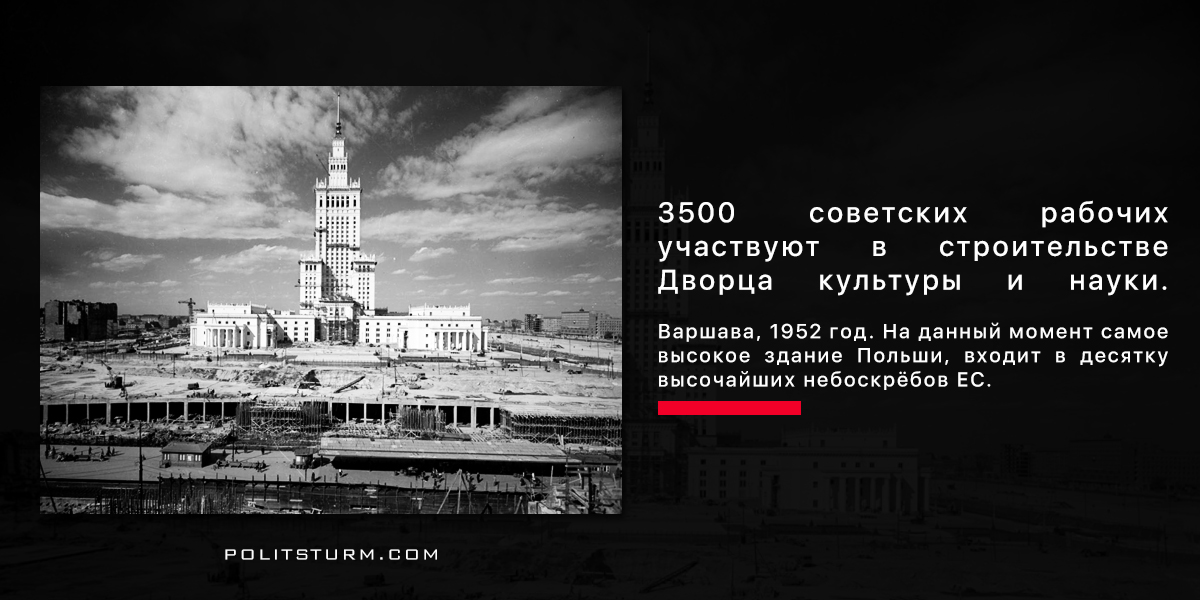 3500 советских рабочих
участвуют в строительстве
Дворца культуры и науки.
Варшава, 1952 год. На данный момент самое
высокое здание Польши, входит в десятку
высочайших небоскрёбов ЕС.
POLITSTURM.COM